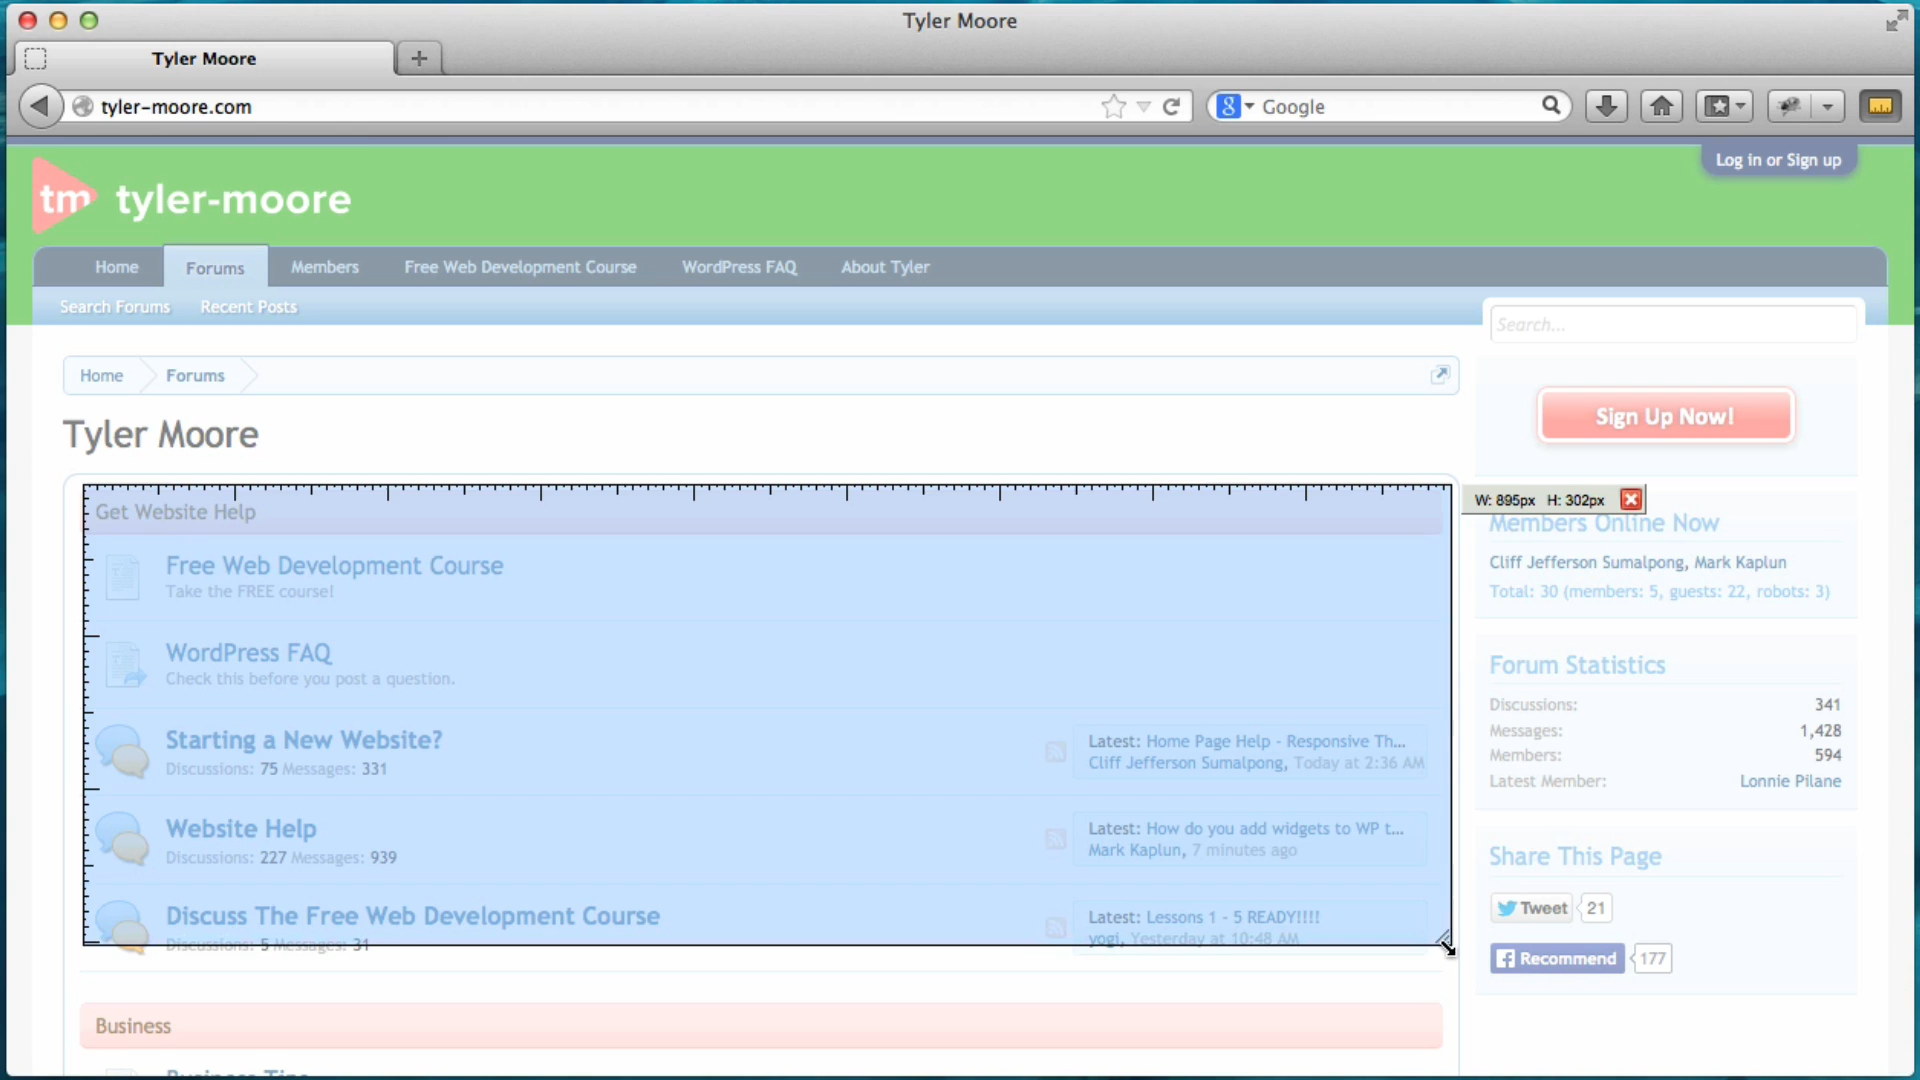 Tyler Moore
Tyler Moore
tyler-moore.com
Google
Log in or Sign up
tm tyler-moore
Home Forums Members Free Web Development Course WordPress FAQ About Tyler
Search Forums Recent Posts
Search...
Home Forums
Sign Up Now!
Tyler Moore
W: 895px H: 302px
Get Website Help
Members Online Now
Free Web Development Course
Take the FREE course!
Cliff Jefferson Sumalpong, Mark Kaplun
Total: 30 (members: 5, guests: 22, robots: 3)
WordPress FAQ
Check this before you post a question.
Forum Statistics
Discussions: 341
Messages: 1,428
Members: 594
Latest Member: Lonnie Pilane
Starting a New Website?
Discussions: 75 Messages: 331
Latest: Home Page Help - Responsive Th...
Cliff Jefferson Sumalpong, Today at 2:36 AM
Website Help
Discussions: 227 Messages: 939
Latest: How do you add widgets to WP t...
Mark Kaplun, 7 minutes ago
Share This Page
Tweet 21
Recommend 177
Discuss The Free Web Development Course
Discussions: 5 Messages: 31
Latest: Lessons 1 - 5 READY!!!!
yogi, Yesterday at 10:48 AM
Business